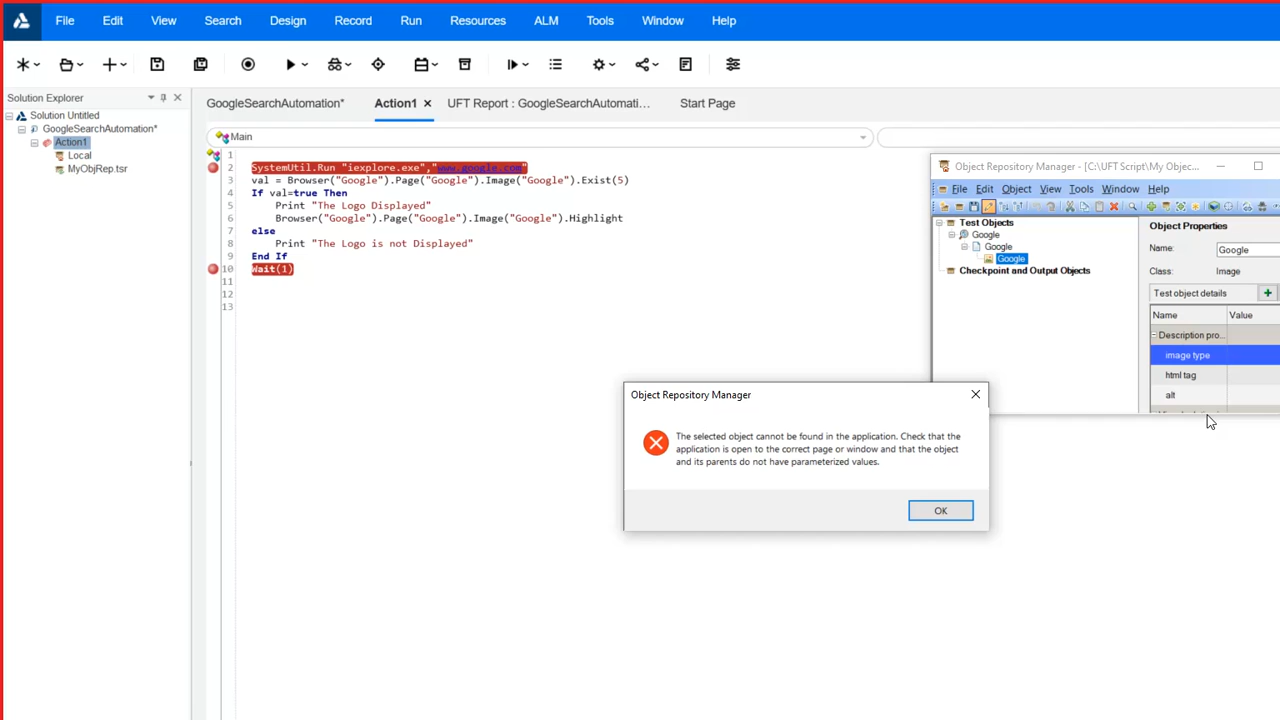 File Edit View Search Design Record Run Resources ALM Tools Window Help
Solution Explorer
Solution Untitled
GoogleSearchAutomation*
Action1
Local
MyObjRep.tsr
GoogleSearchAutomation* Action1 UFT Report : GoogleSearchAutomati... Start Page
Main
1
2 SystemUtil.Run "iexplore.exe","www.google.com"
3 val = Browser("Google").Page("Google").Image("Google").Exist(5)
4 If val=true Then
5 Print "The Logo Displayed"
6 Browser("Google").Page("Google").Image("Google").Highlight
7 else
8 Print "The Logo is not Displayed"
9 End If
10 Wait(1)
11
12
13
Object Repository Manager - [C:\UFT Script\My Objec...
File Edit Object View Tools Window Help
Test Objects
Google
Google
Google
Checkpoint and Output Objects
Object Properties
Name: Google
Class: Image
Test object details
Name Value
Description pro...
image type
html tag
alt
Object Repository Manager
The selected object cannot be found in the application. Check that the
application is open to the correct page or window and that the object
and its parents do not have parameterized values.
OK